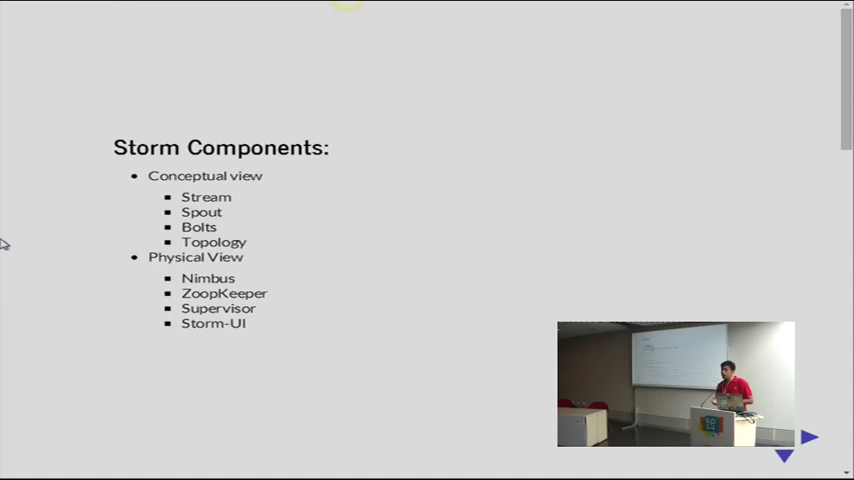 Storm Components:
Conceptual view
Stream
Spout
Bolts
Topology
Physical View
Nimbus
ZoopKeeper
Supervisor
Storm-UI